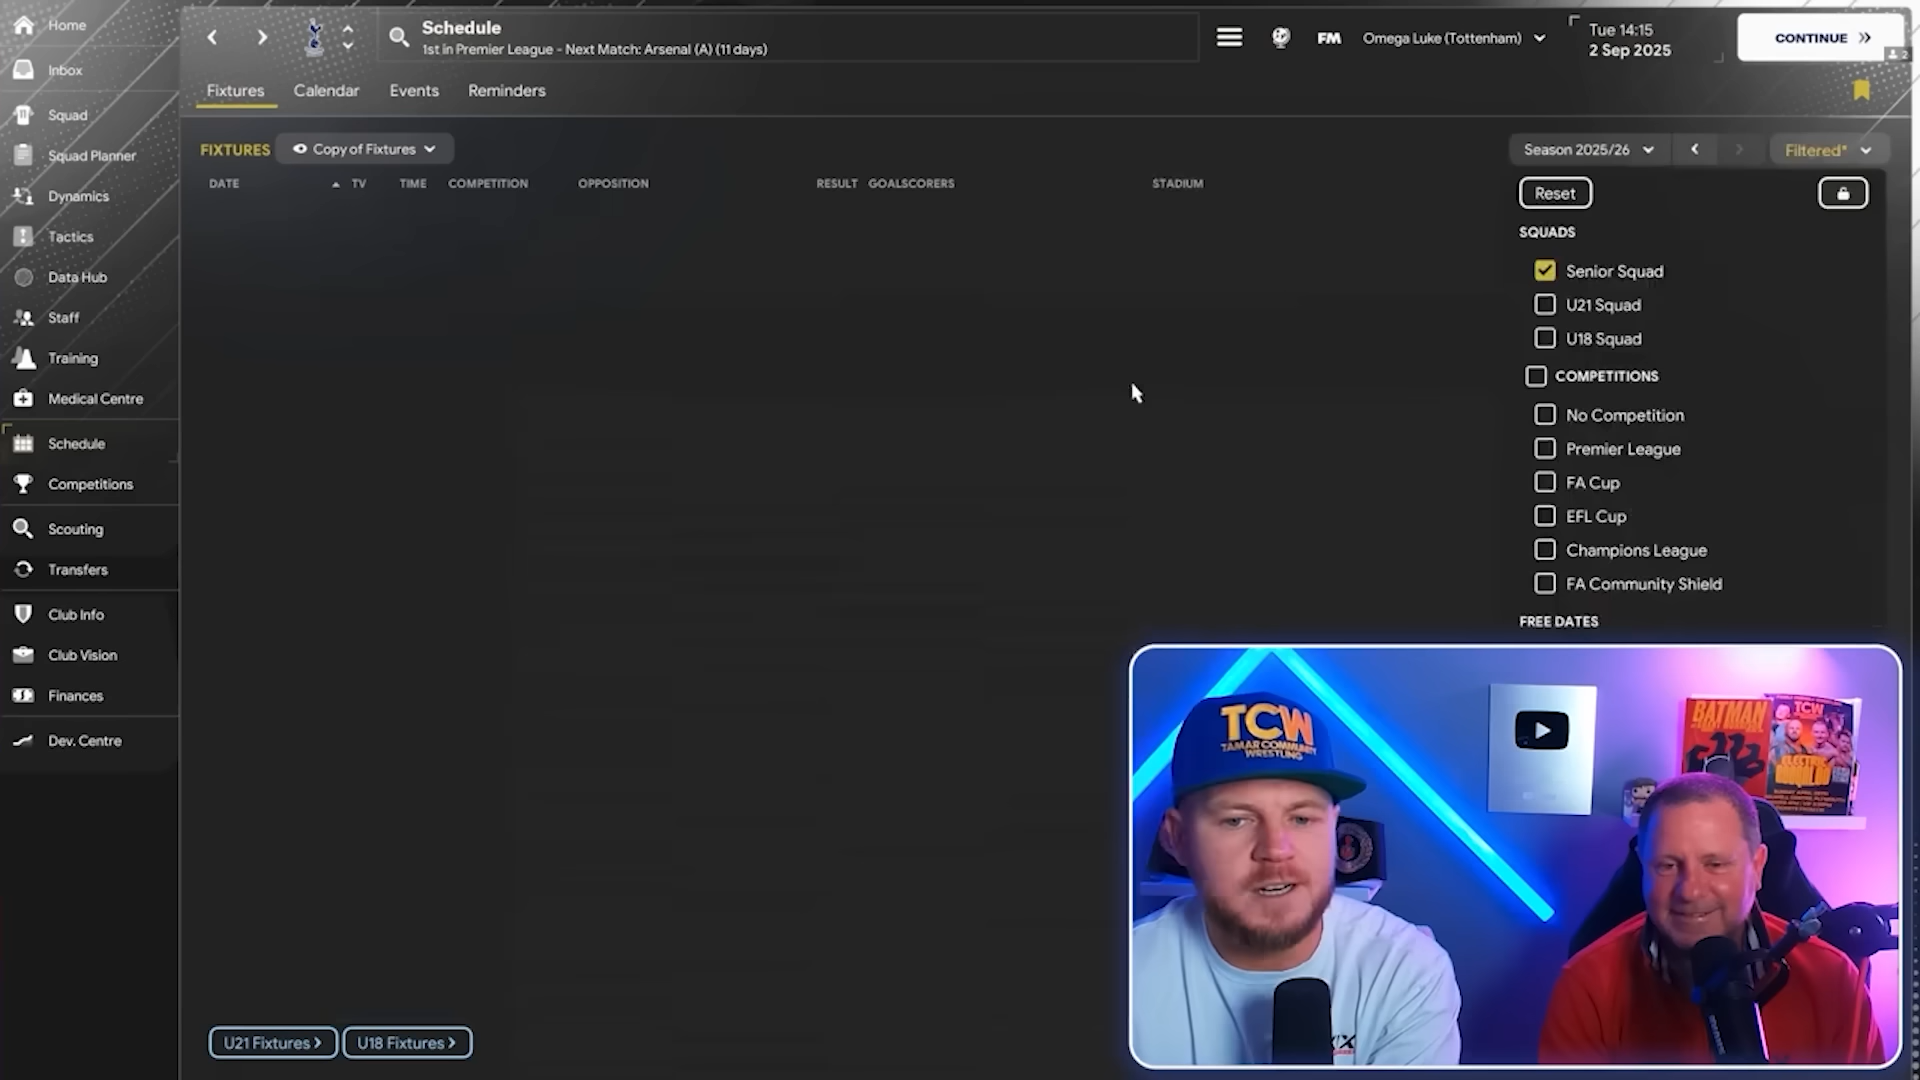 Home
Inbox
Squad
Squad Planner
Dynamics
Tactics
Data Hub
Staff
Training
Medical Centre
Schedule
Competitions
Scouting
Transfers
Club Info
Club Vision
Finances
Dev. Centre
Schedule
1st in Premier League - Next Match: Arsenal (A) (11 days)
FM
Omega Luke (Tottenham)
Tue 14:15
2 Sep 2025
CONTINUE
2
Fixtures
Calendar
Events
Reminders
FIXTURES
Copy of Fixtures
Season 2025/26
Filtered*
DATE
TV
TIME
COMPETITION
OPPOSITION
RESULT
GOALSCORERS
STADIUM
Reset
SQUADS
Senior Squad
U21 Squad
U18 Squad
COMPETITIONS
No Competition
Premier League
FA Cup
EFL Cup
Champions League
FA Community Shield
FREE DATES
U21 Fixtures
U18 Fixtures
TCW
TAMAR COMMUNITY
WRESTLING
BATMAN
TCW